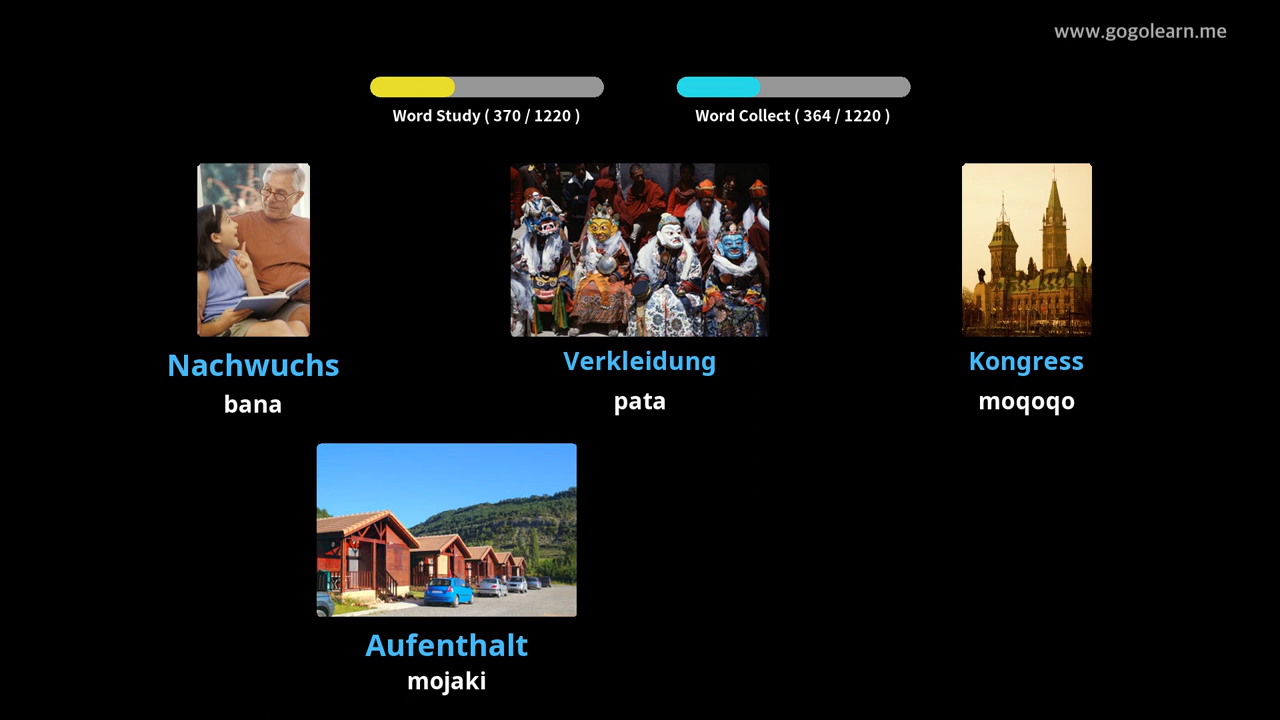 www.gogolearn.me
Word Study ( 370 / 1220 )
Word Collect ( 364 / 1220 )
Nachwuchs
bana
Verkleidung
pata
Kongress
moqoqo
Aufenthalt
mojaki